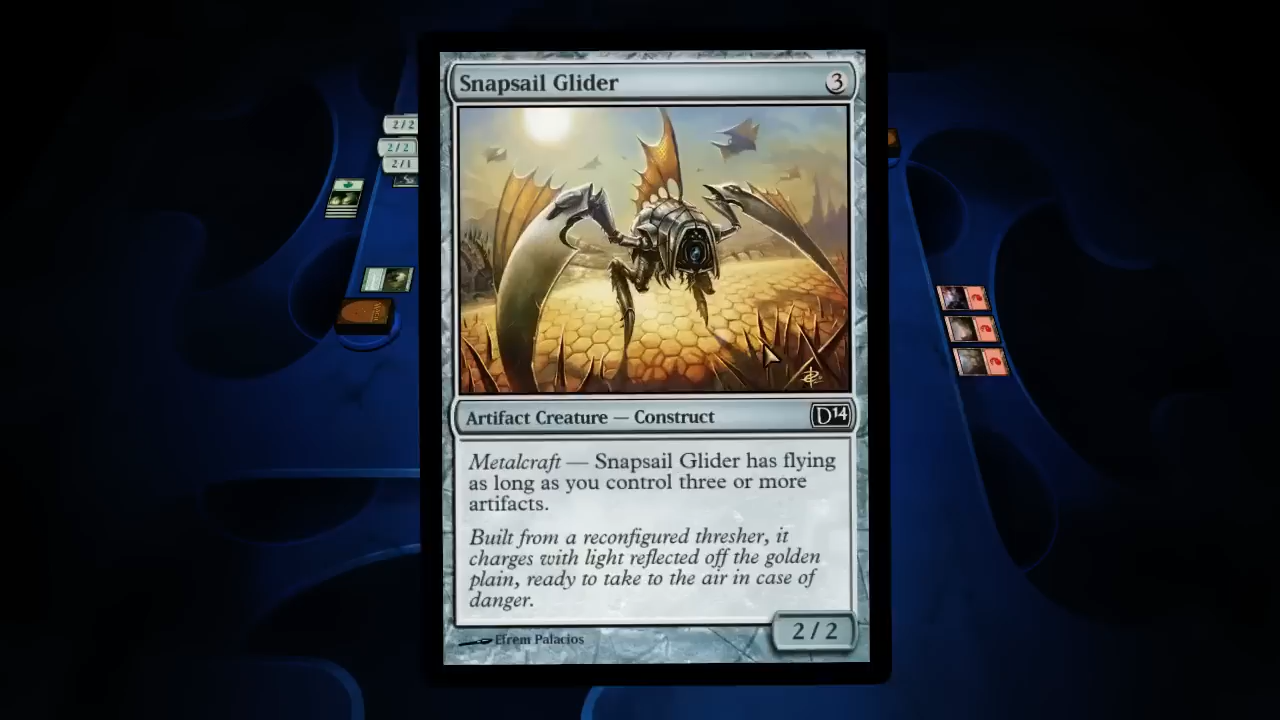 Snapsail Glider 3
2/2
2/2
2/1
Artifact Creature — Construct D14
Metalcraft — Snapsail Glider has flying
as long as you control three or more
artifacts.
Built from a reconfigured thresher, it
charges with light reflected off the golden
plain, ready to take to the air in case of
danger.
2/2
Efrem Palacios